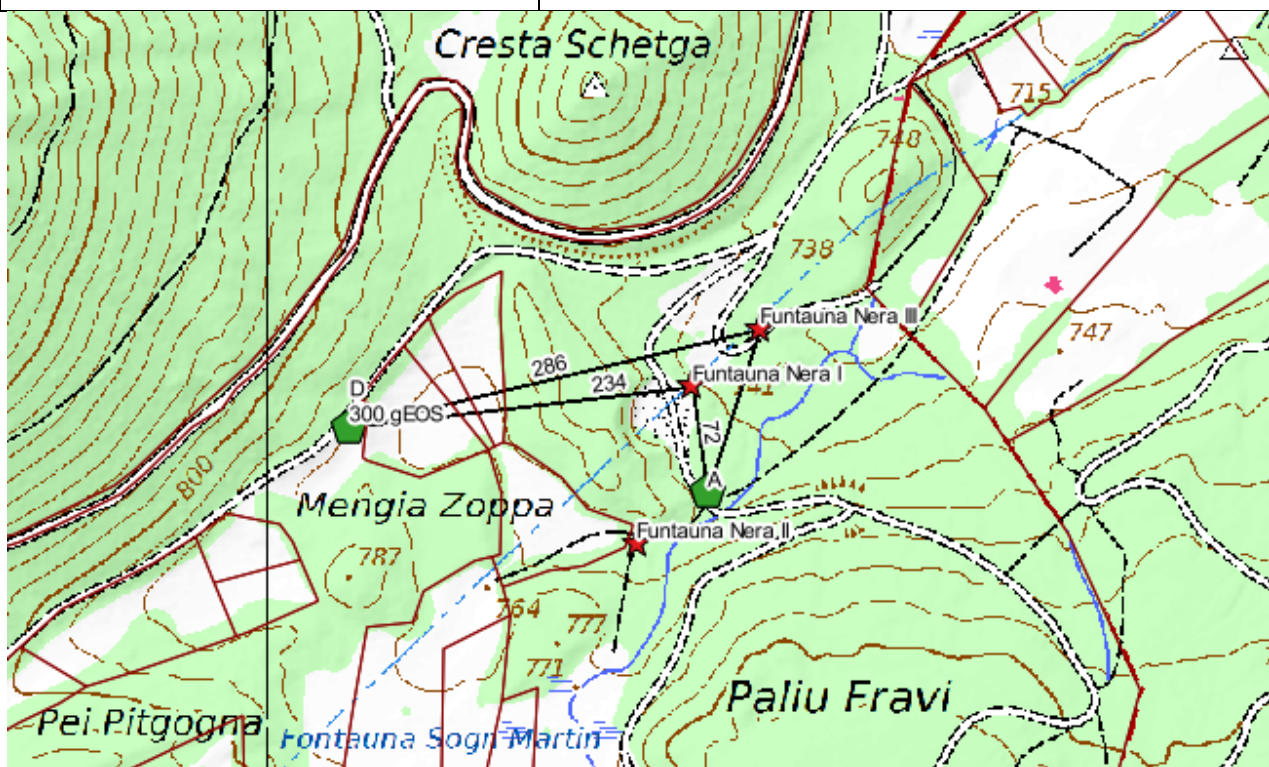 Cresta Schetga
715
748
738
Funtauna Nera III
747
286
234
Funtauna Nera I
41
D
300,gEOS
72
A
800
Mengia Zoppa
Funtauna Nera II
787
764
777
771
Paliu Fravi
Pei Pitgogna
Fontauna Sogn Martin